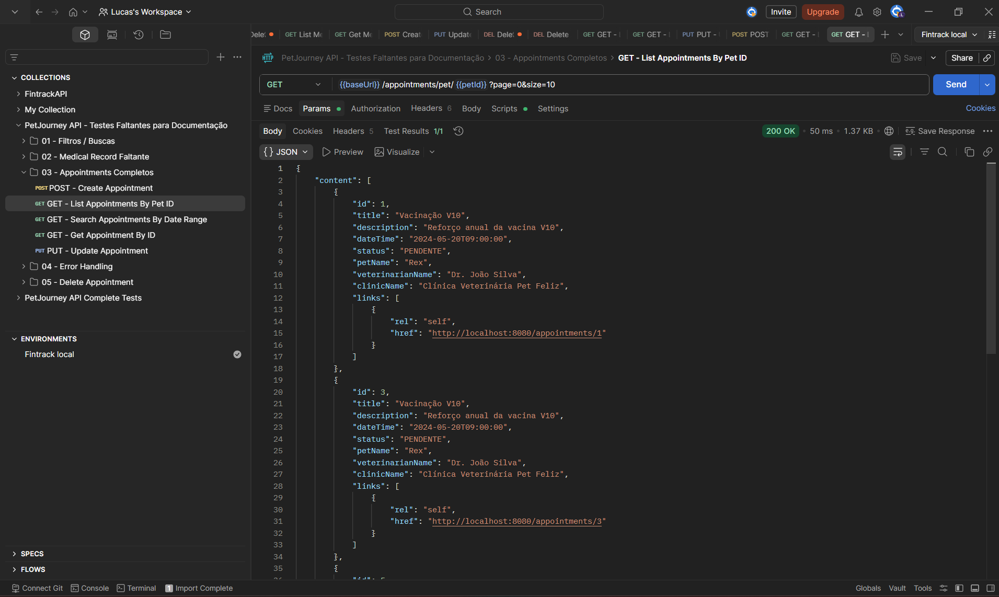 Lucas's Workspace
Search
Invite
Upgrade
GET List Me
GET Get Me
POST Creat
PUT Updat
DEL Delet
DEL Delete
GET GET -
GET GET -
PUT PUT -
POST POST
GET GET -
GET GET -
Fintrack local
HTTP PetJourney API - Testes Faltantes para Documentação > 03 - Appointments Completos > GET - List Appointments By Pet ID
Save
Share
COLLECTIONS
FintrackAPI
My Collection
PetJourney API - Testes Faltantes para Documentação
01 - Filtros / Buscas
02 - Medical Record Faltante
03 - Appointments Completos
POST POST - Create Appointment
GET GET - List Appointments By Pet ID
GET GET - Search Appointments By Date Range
GET GET - Get Appointment By ID
PUT PUT - Update Appointment
04 - Error Handling
05 - Delete Appointment
PetJourney API Complete Tests
ENVIRONMENTS
Fintrack local
SPECS
FLOWS
GET
{{baseUrl}} /appointments/pet/ {{petId}} ?page=0&size=10
Send
Docs Params Authorization Headers 6 Body Scripts Settings
Cookies
Body Cookies Headers 5 Test Results 1/1
200 OK • 50 ms • 1.37 KB
e.g. Save Response
{} JSON Preview Visualize
1 {
2 "content": [
3 {
4 "id": 1,
5 "title": "Vacinação V10",
6 "description": "Reforço anual da vacina V10",
7 "dateTime": "2024-05-20T09:00:00",
8 "status": "PENDENTE",
9 "petName": "Rex",
10 "veterinarianName": "Dr. João Silva",
11 "clinicName": "Clínica Veterinária Pet Feliz",
12 "links": [
13 {
14 "rel": "self",
15 "href": "http://localhost:8080/appointments/1"
16 }
17 ]
18 },
19 {
20 "id": 3,
21 "title": "Vacinação V10",
22 "description": "Reforço anual da vacina V10",
23 "dateTime": "2024-05-20T09:00:00",
24 "status": "PENDENTE",
25 "petName": "Rex",
26 "veterinarianName": "Dr. João Silva",
27 "clinicName": "Clínica Veterinária Pet Feliz",
28 "links": [
29 {
30 "rel": "self",
31 "href": "http://localhost:8080/appointments/3"
32 }
33 ]
34 },
35 {
Connect Git
Console
Terminal
1 Import Complete
Globals
Vault
Tools